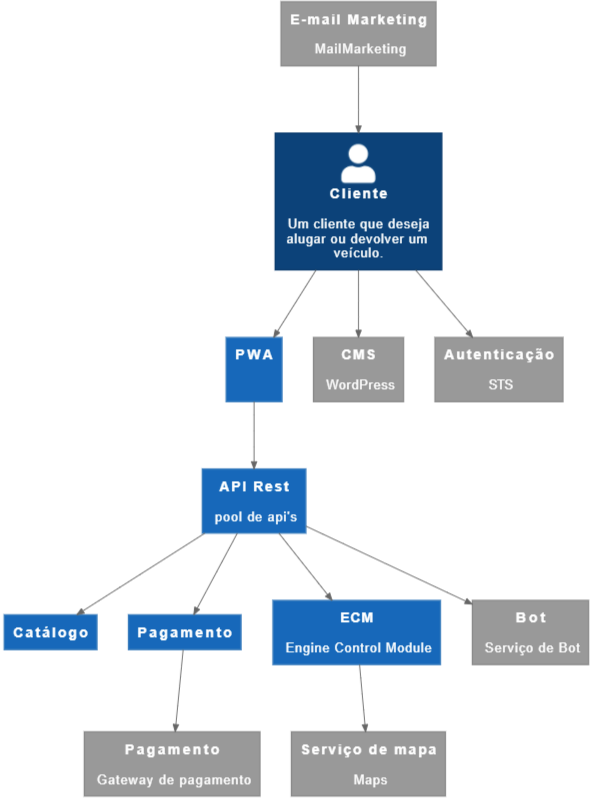 E-mail Marketing
MailMarketing
Cliente
Um cliente que deseja
alugar ou devolver um
veículo.
PWA
CMS
WordPress
Autenticação
STS
API Rest
pool de api's
Catálogo
Pagamento
ECM
Engine Control Module
Bot
Serviço de Bot
Pagamento
Gateway de pagamento
Serviço de mapa
Maps